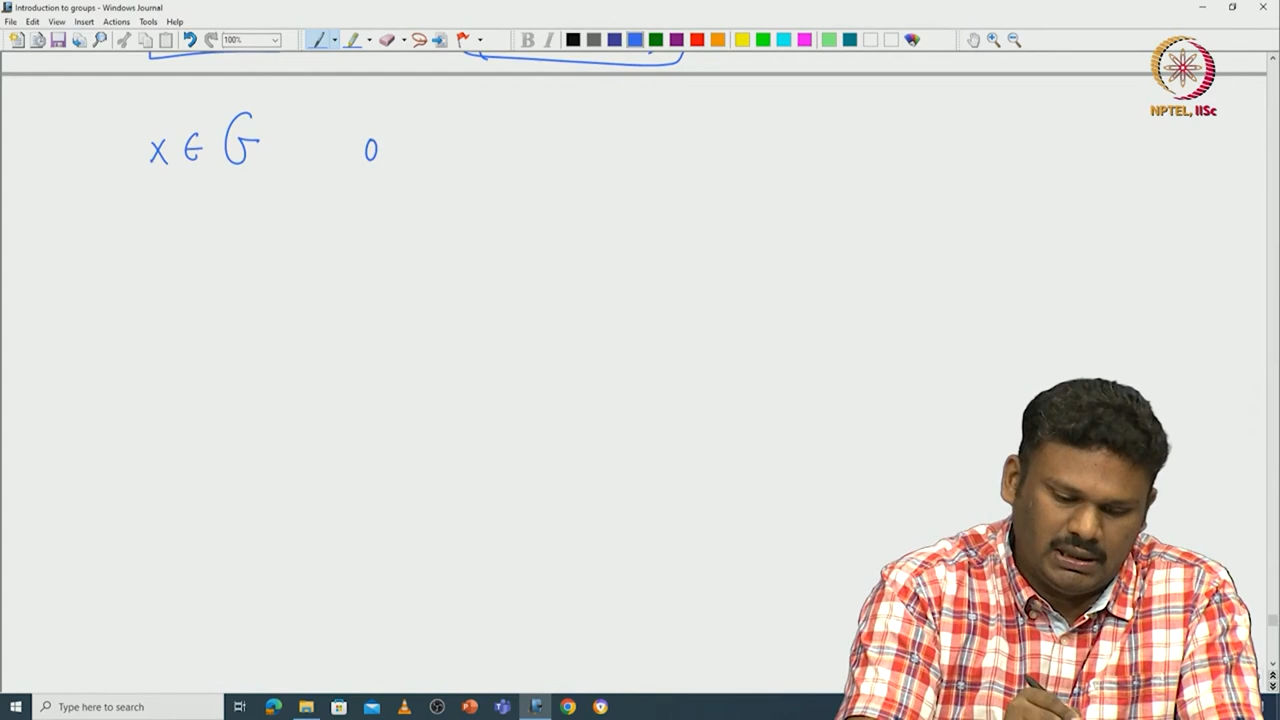 Introduction to groups - Windows Journal
File Edit View Insert Actions Tools Help
100%
B I
NPTEL, IISc
x ∈ G 0
Type here to search